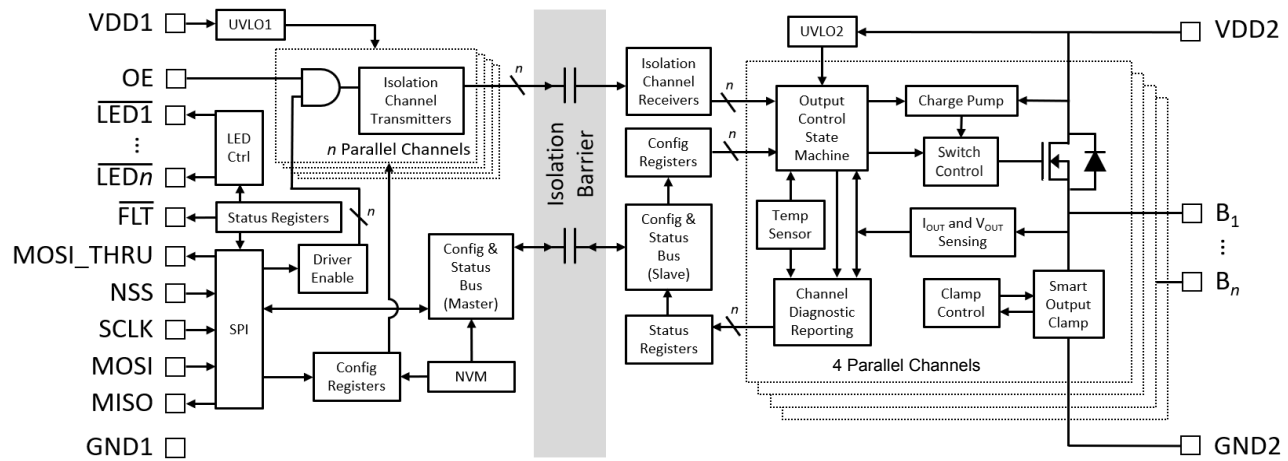 VDD1
UVLO1
OE
Isolation
Channel
Transmitters
n Parallel Channels
n
LED1
⋮
LEDn
LED
Ctrl
FLT
Status Registers
n
MOSI_THRU
NSS
SCLK
MOSI
MISO
GND1
SPI
Driver
Enable
Config
Registers
NVM
Config &
Status
Bus
(Master)
Isolation
Barrier
Isolation
Channel
Receivers
n
Config
Registers
n
Config &
Status
Bus
(Slave)
Status
Registers
n
UVLO2
VDD2
Output
Control
State
Machine
Charge Pump
Switch
Control
Temp
Sensor
IOUT and VOUT
Sensing
Channel
Diagnostic
Reporting
Clamp
Control
Smart
Output
Clamp
4 Parallel Channels
B1
⋮
Bn
GND2